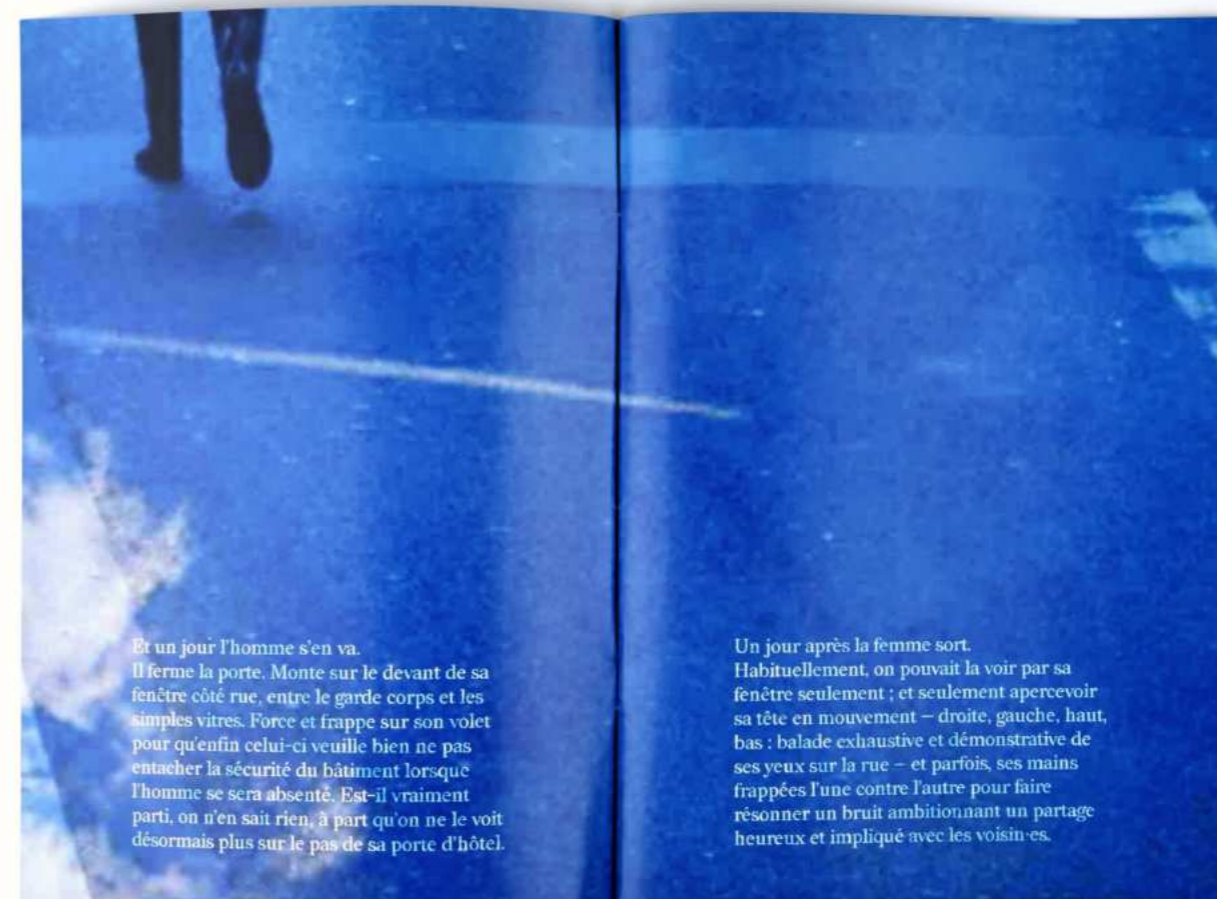 Et un jour l'homme s'en va.
Il ferme la porte. Monte sur le devant de sa
fenêtre côté rue, entre le garde corps et les
simples vitres. Force et frappe sur son volet
pour qu'enfin celui-ci veuille bien ne pas
entacher la sécurité du bâtiment lorsque
l'homme se sera absenté. Est-il vraiment
parti, on n'en sait rien, à part qu'on ne le voit
désormais plus sur le pas de sa porte d'hôtel.
Un jour après la femme sort.
Habituellement, on pouvait la voir par sa
fenêtre seulement ; et seulement apercevoir
sa tête en mouvement – droite, gauche, haut,
bas : balade exhaustive et démonstrative de
ses yeux sur la rue – et parfois, ses mains
frappées l'une contre l'autre pour faire
résonner un bruit ambitionnant un partage
heureux et impliqué avec les voisin·es.